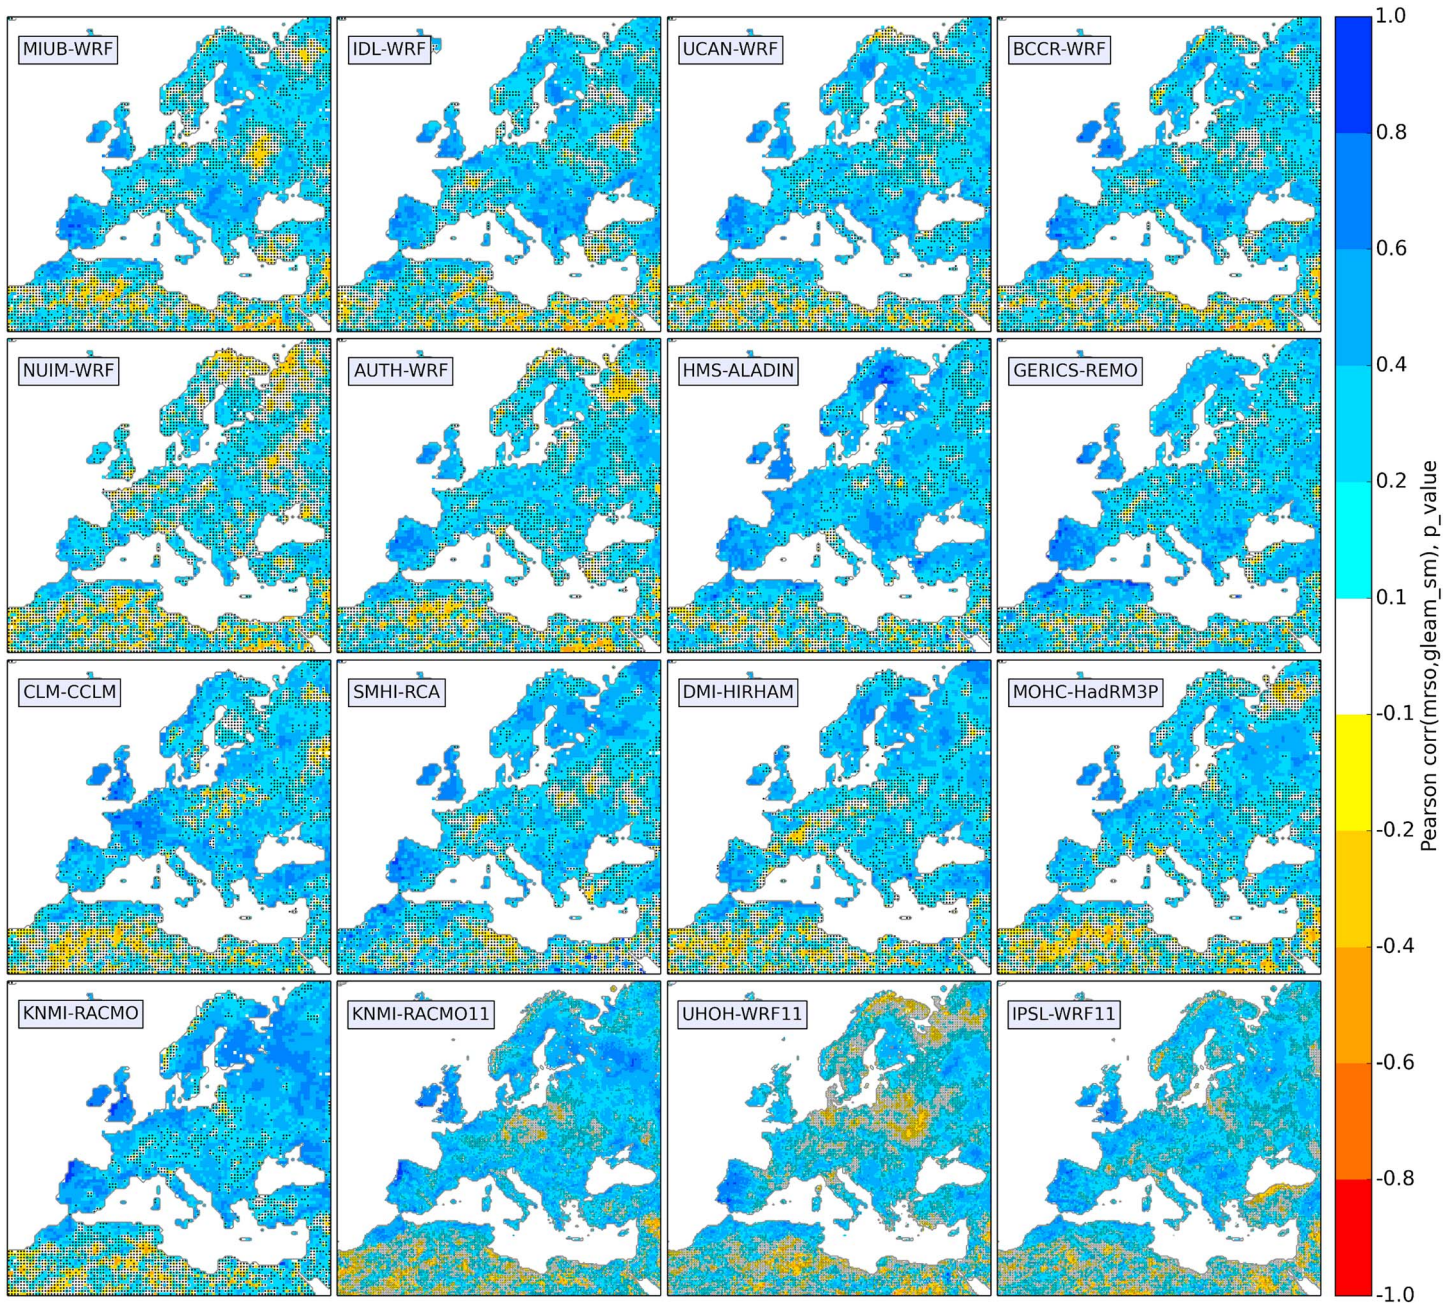 MIUB-WRF
IDL-WRF
UCAN-WRF
BCCR-WRF
NUIM-WRF
AUTH-WRF
HMS-ALADIN
GERICS-REMO
CLM-CCLM
SMHI-RCA
DMI-HIRHAM
MOHC-HadRM3P
KNMI-RACMO
KNMI-RACMO11
UHOH-WRF11
IPSL-WRF11
1.0
0.8
0.6
0.4
0.2
0.1
-0.1
-0.2
-0.4
-0.6
-0.8
-1.0
Pearson corr(mrso,gleam_sm), p_value